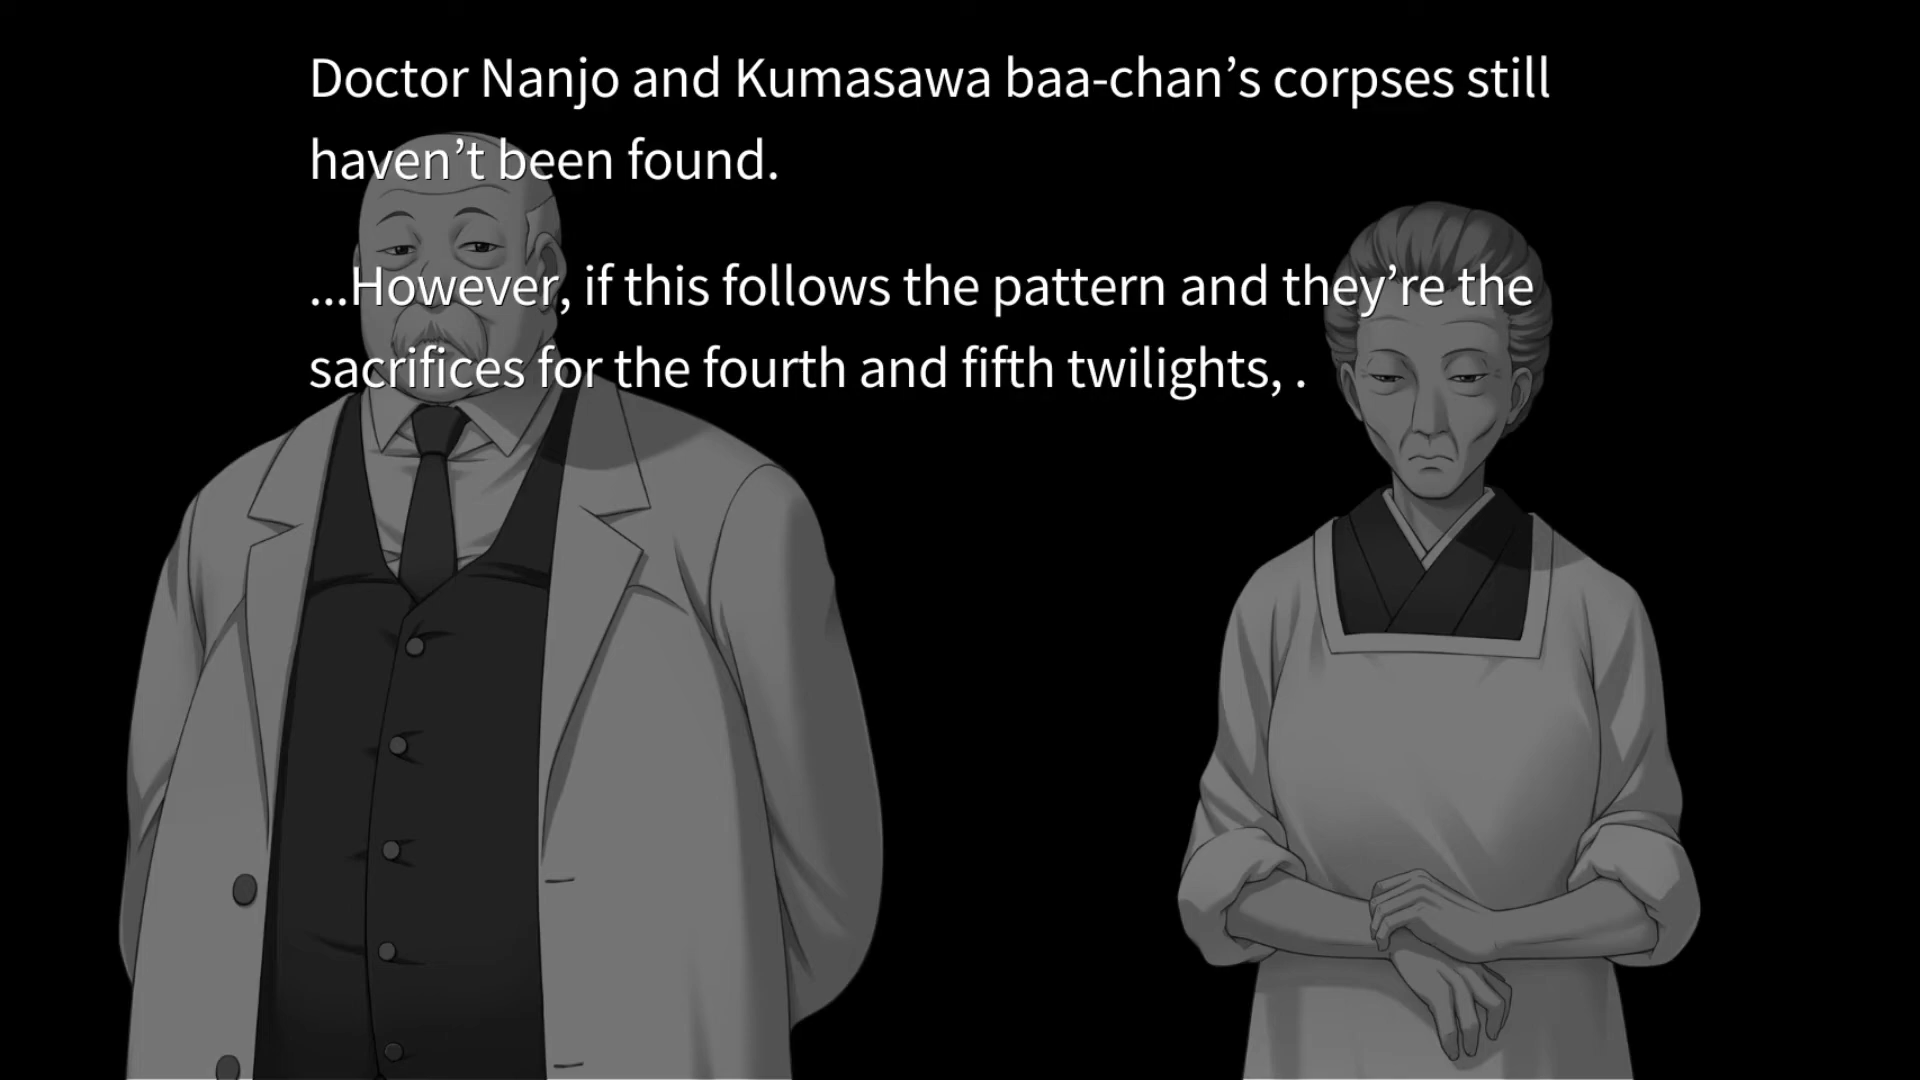 Doctor Nanjo and Kumasawa baa-chan’s corpses still
haven’t been found.
...However, if this follows the pattern and they’re the
sacrifices for the fourth and fifth twilights, .